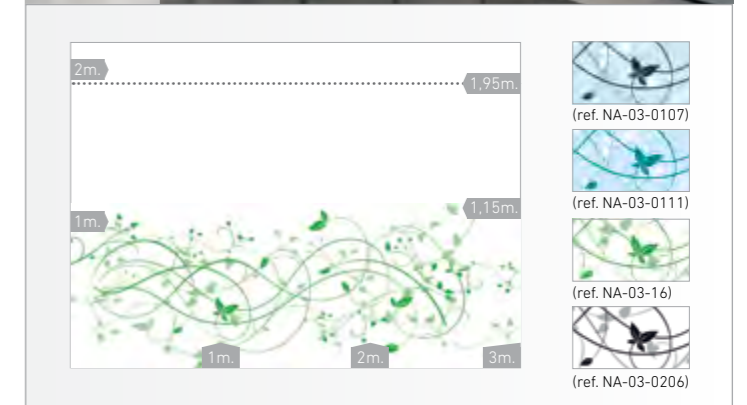 2m.
1,95m.
1,15m.
1m.
1m.
2m.
3m.
(ref. NA-03-0107)
(ref. NA-03-0111)
(ref. NA-03-16)
(ref. NA-03-0206)